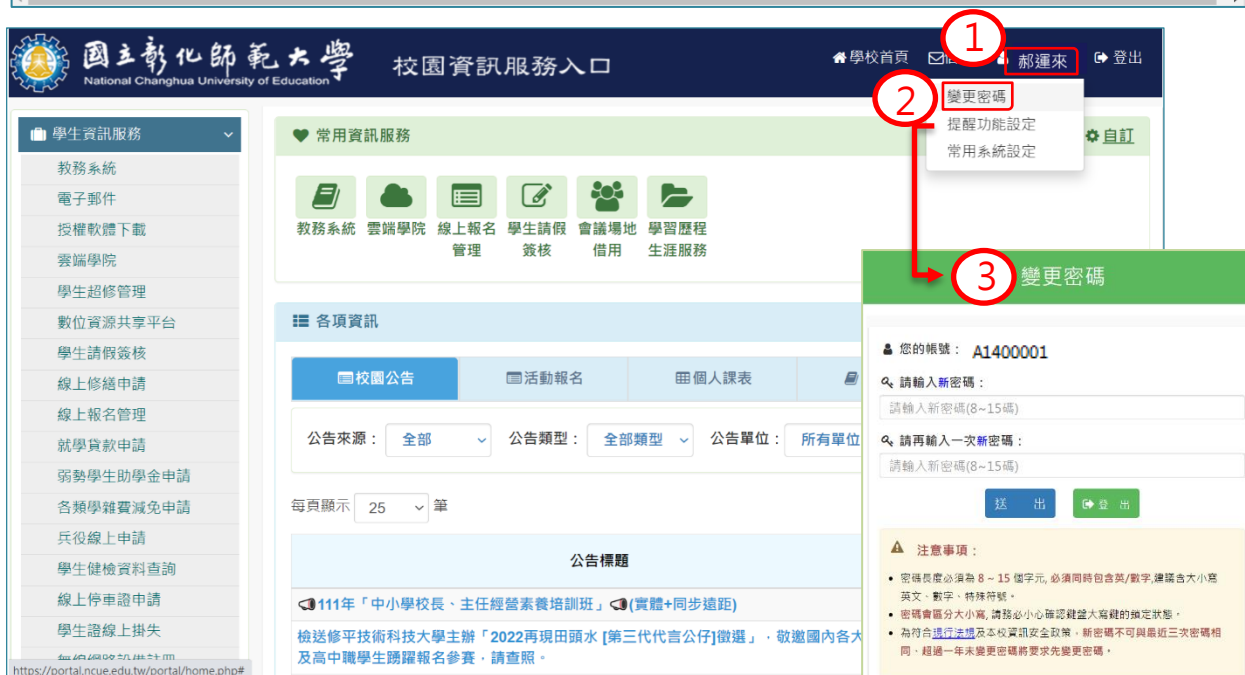 國立彰化師範大學
National Changhua University of Education
校園資訊服務入口
學校首頁
1
郝運來
登出
2
變更密碼
提醒功能設定
常用系統設定
學生資訊服務
教務系統
電子郵件
授權軟體下載
雲端學院
學生超修管理
數位資源共享平台
學生請假簽核
線上修繕申請
線上報名管理
就學貸款申請
弱勢學生助學金申請
各類學雜費減免申請
兵役線上申請
學生健檢資料查詢
線上停車證申請
學生證線上掛失
無線網路設備註冊
https://portal.ncue.edu.tw/portal/home.php#
常用資訊服務
自訂
教務系統 雲端學院 線上報名 學生請假 會議場地 學習歷程
管理 簽核 借用 生涯服務
各項資訊
校園公告 活動報名 個人課表
公告來源： 全部 公告類型： 全部類型 公告單位： 所有單位
每頁顯示 25 筆
公告標題
111年「中小學校長、主任經營素養培訓班」(實體+同步遠距)
檢送修平技術科技大學主辦「2022再現田頭水 [第三代代言公仔]徵選」，敬邀國內各大
及高中職學生踴躍報名參賽，請查照。
3
變更密碼
您的帳號： A1400001
請輸入新密碼：
請輸入新密碼(8~15碼)
請再輸入一次新密碼：
請輸入新密碼(8~15碼)
送 出 登 出
注意事項：
• 密碼長度必須為 8 ~ 15 個字元, 必須同時包含英/數字,建議含大小寫
英文、數字、特殊符號。
• 密碼會區分大小寫, 請務必小心確認鍵盤大寫鍵的鎖定狀態。
• 為符合現行法規及本校資訊安全政策，新密碼不可與最近三次密碼相
同、超過一年未變更密碼將要求先變更密碼。